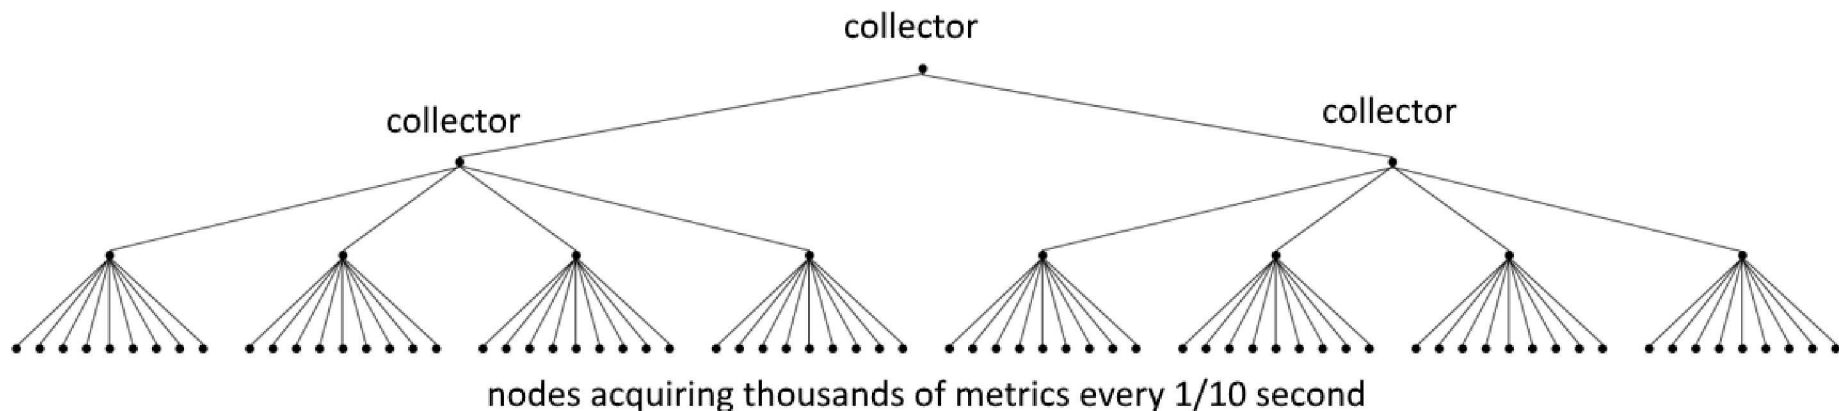 collector
collector
collector
nodes acquiring thousands of metrics every 1/10 second